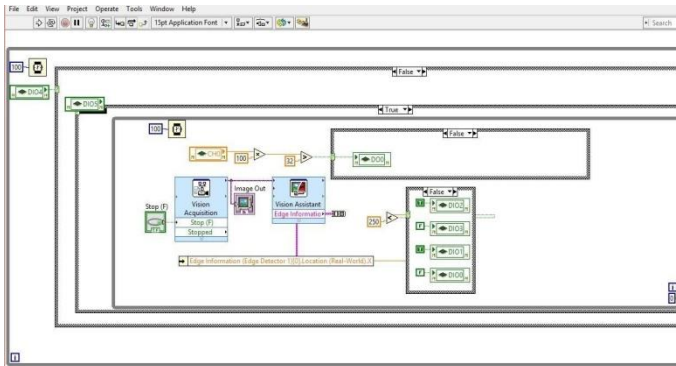 File Edit View Project Operate Tools Window Help
15pt Application Font
Search
100
False
DIO4
DIO5
True
100
False
CH0
100
32
DO0
Vision Acquisition
Stop (F)
Stopped
Image Out
Vision Assistant
Edge Informatio
Stop (F)
False
DIO2
250
F
DIO3
DIO1
Edge Information (Edge Detector 1)[0].Location (Real-World).X
F
DIO0
i
i